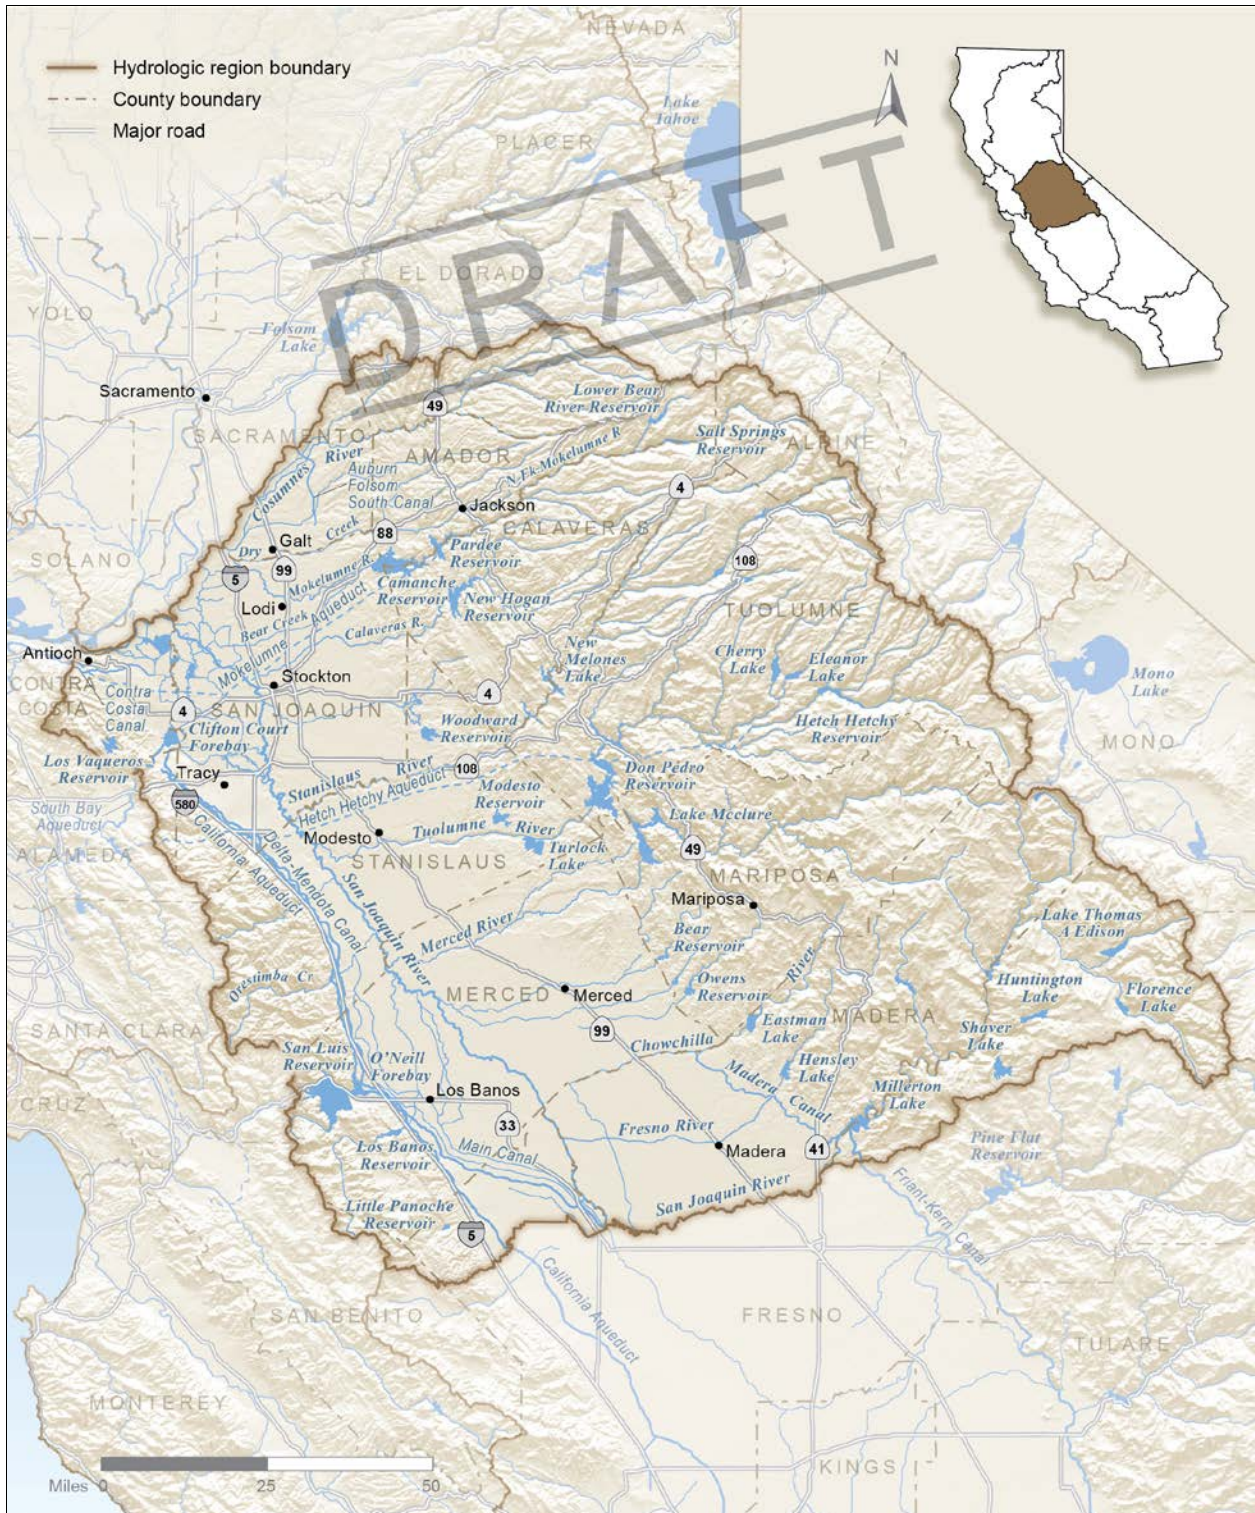 NEVADA
Hydrologic region boundary
County boundary
Major road
N
Lake
Tahoe
PLACER
DRAFT
EL DORADO
YOLO
Folsom
Lake
Sacramento
49
Lower Bear
River Reservoir
SACRAMENTO
Salt Springs
Reservoir
ALPINE
Cosumnes
River
AMADOR
N Fk Mokelumne R
Auburn
Folsom
South Canal
4
Jackson
CALAVERAS
SOLANO
Galt
Dry
Creek
88
Pardee
Reservoir
108
5
99
Mokelumne R.
Camanche
Reservoir
New Hogan
Reservoir
TUOLUMNE
Lodi
Bear Creek
Mokelumne
Aqueduct
Calaveras R.
Antioch
New
Melones
Lake
Cherry
Lake
Eleanor
Lake
Mono
Lake
CONTRA
COSTA
Contra
Costa
Canal
Stockton
4
4
SAN JOAQUIN
Clifton Court
Forebay
Woodward
Reservoir
Hetch Hetchy
Reservoir
MONO
Los Vaqueros
Reservoir
Tracy
Stanislaus
River
108
Hetch Hetchy Aqueduct
Modesto
Reservoir
Don Pedro
Reservoir
580
South Bay
Aqueduct
California Aqueduct
Delta-Mendota Canal
Modesto
Tuolumne
River
Turlock
Lake
Lake Mcclure
49
ALAMEDA
STANISLAUS
MARIPOSA
San Joaquin River
Mariposa
Merced River
Bear
Reservoir
River
Lake Thomas
A Edison
Orestimba Cr.
MERCED
Merced
Owens
Reservoir
Huntington
Lake
Florence
Lake
SANTA CLARA
99
Chowchilla
Eastman
Lake
MADERA
Shaver
Lake
San Luis
Reservoir
O'Neill
Forebay
Hensley
Lake
Madera Canal
Millerton
Lake
CRUZ
Los Banos
33
Fresno River
Madera
41
Pine Flat
Reservoir
Los Banos
Reservoir
Main Canal
San Joaquin River
Little Panoche
Reservoir
5
Friant-Kern
Canal
California Aqueduct
SAN BENITO
FRESNO
TULARE
MONTEREY
KINGS
Miles 0 25 50